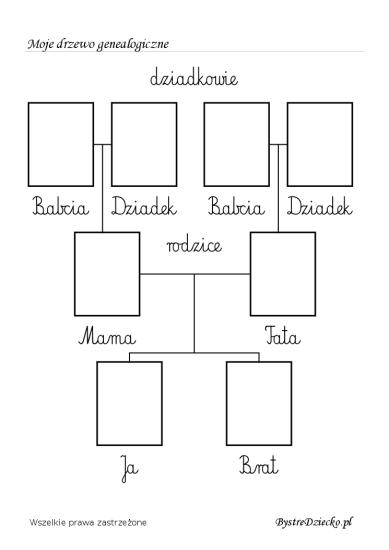 Moje drzewo genealogiczne
dziadkowie
Babcia Dziadek Babcia Dziadek
rodzice
Mama Tata
Ja Brat
Wszelkie prawa zastrzeżone BystreDziecko.pl